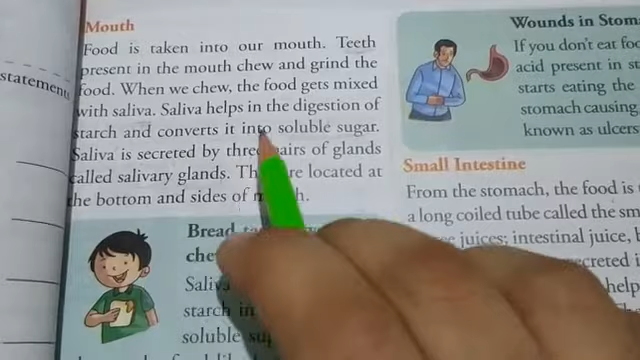 statements
Mouth
Food is taken into our mouth. Teeth
present in the mouth chew and grind the
food. When we chew, the food gets mixed
with saliva. Saliva helps in the digestion of
starch and converts it into soluble sugar.
Saliva is secreted by three pairs of glands
called salivary glands. are located at
the bottom and sides of
Bread
Saliv
starch in
soluble
Wounds in Stom
If you don't eat foo
acid present in st
starts eating the
stomach causing
known as ulcers
Small Intestine
From the stomach, the food is
a long coiled tube called the sm
juices; intestinal juice, b
ecreted i
help